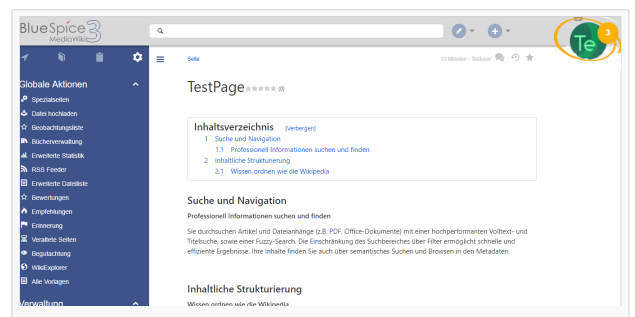 BlueSpice 3
MediaWiki
Te
3
Seite
23 Minuten - Testuser
Globale Aktionen
Spezialseiten
Datei hochladen
Beobachtungsliste
Bücherverwaltung
Erweiterte Statistik
RSS Feeder
Erweiterte Dateiliste
Bewertungen
Empfehlungen
Erinnerung
Veraltete Seiten
Begutachtung
WikiExplorer
Alle Vorlagen
Verwaltung
TestPage (0)
Inhaltsverzeichnis [Verbergen]
1 Suche und Navigation
1.1 Professionell Informationen suchen und finden
2 Inhaltliche Strukturierung
2.1 Wissen ordnen wie die Wikipedia
Suche und Navigation
Professionell Informationen suchen und finden
Sie durchsuchen Artikel und Dateianhänge (z.B. PDF, Office-Dokumente) mit einer hochperformanten Volltext- und
Titelsuche, sowie einer Fuzzy-Search. Die Einschränkung des Suchbereiches über Filter ermöglicht schnelle und
effiziente Ergebnisse. Ihre Inhalte finden Sie auch über semantisches Suchen und Browsen in den Metadaten.
Inhaltliche Strukturierung
Wissen ordnen wie die Wikipedia